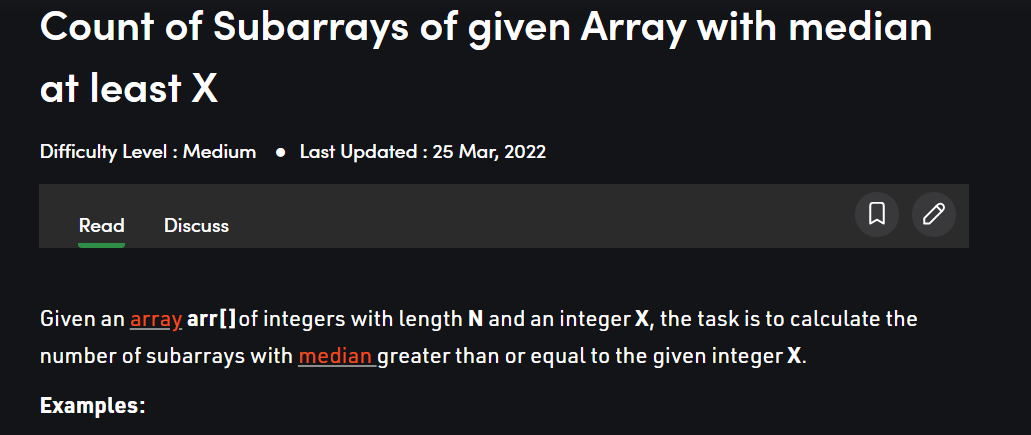 Count of Subarrays of given Array with median
at least X
Difficulty Level : Medium ● Last Updated : 25 Mar, 2022
Read Discuss
Given an array arr[] of integers with length N and an integer X, the task is to calculate the
number of subarrays with median greater than or equal to the given integer X.
Examples: